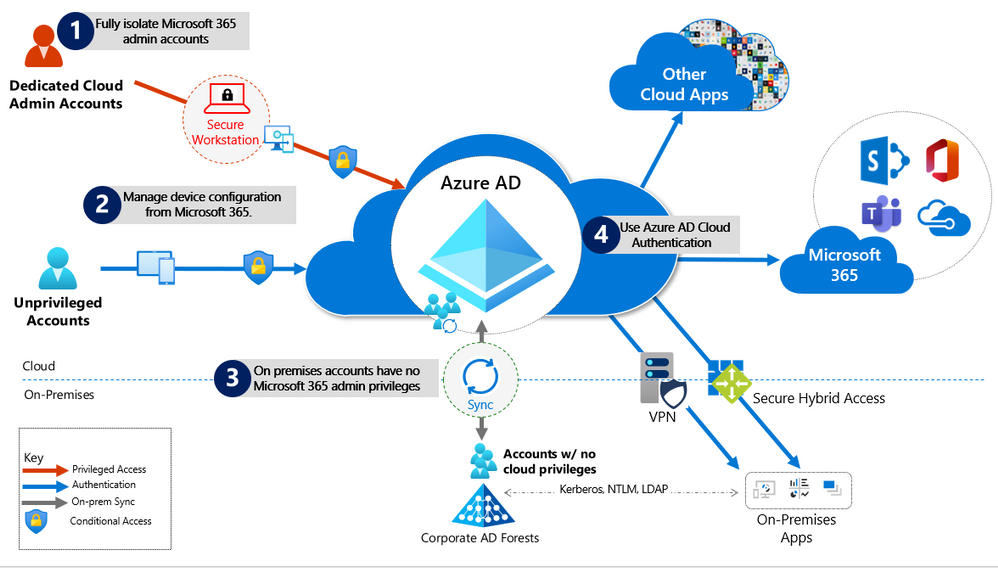 1
Fully isolate Microsoft 365
admin accounts
Dedicated Cloud
Admin Accounts
Secure
Workstation
Other
Cloud Apps
Azure AD
2
Manage device configuration
from Microsoft 365.
4
Use Azure AD Cloud
Authentication
S
T
Microsoft
365
Unprivileged
Accounts
Cloud
On-Premises
3
On premises accounts have no
Microsoft 365 admin privileges
Sync
VPN
Secure Hybrid Access
Key
Privileged Access
Authentication
On-prem Sync
Conditional Access
Accounts w/ no
cloud privileges
Kerberos, NTLM, LDAP
Corporate AD Forests
On-Premises
Apps